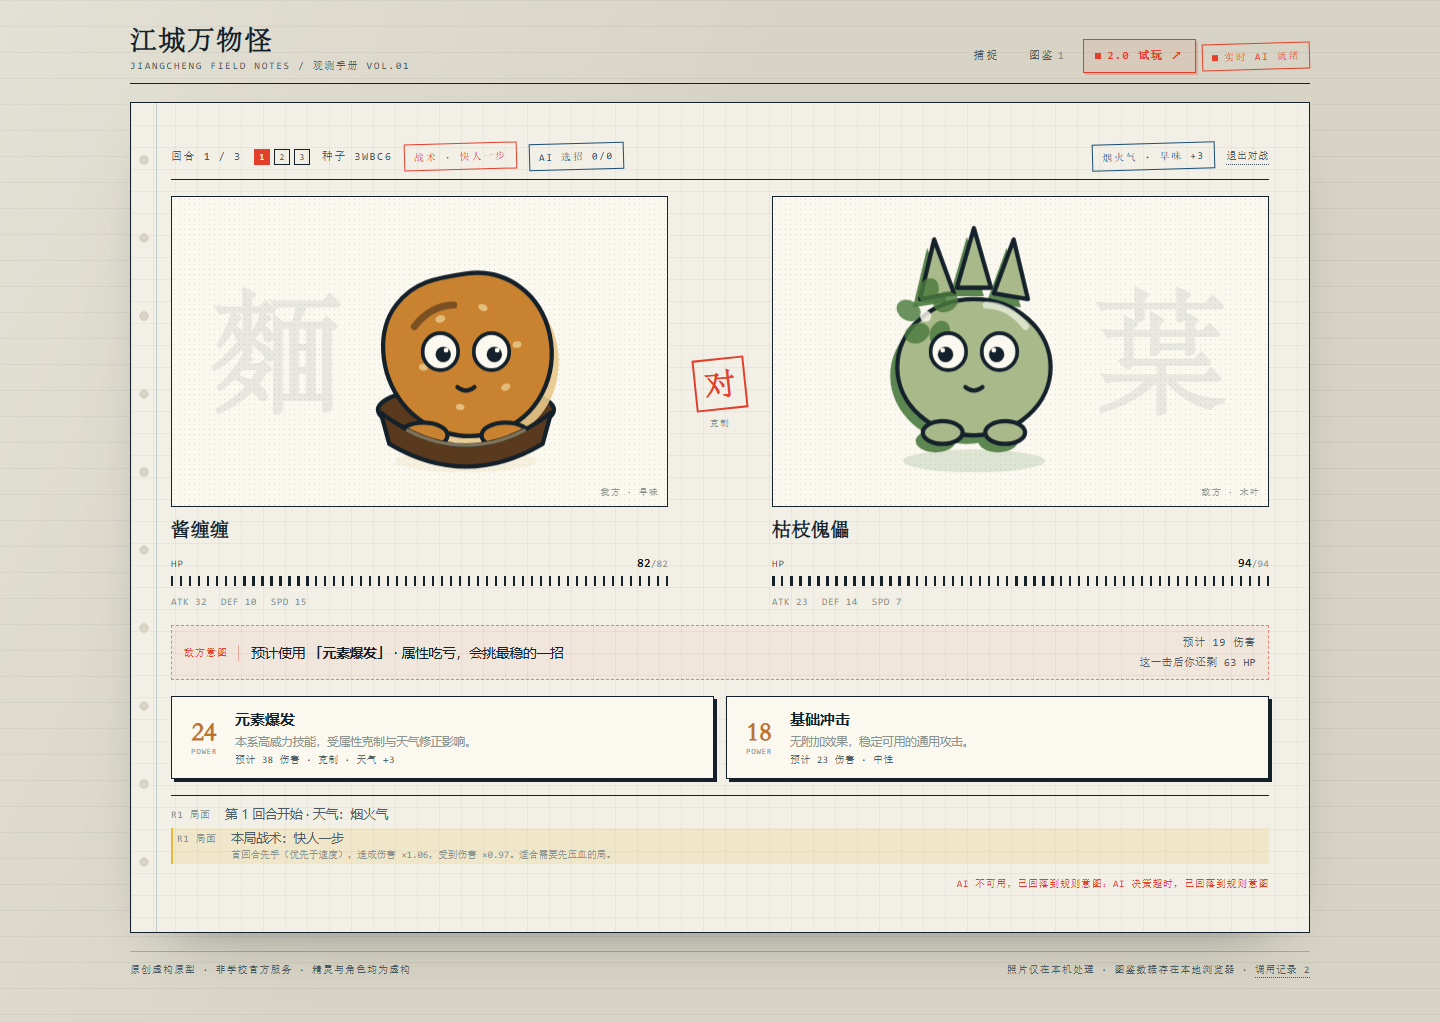 江城万物怪
JIANGCHENG FIELD NOTES / 观测手册 VOL.01
捕捉 图鉴 1 2.0 试玩 ↗ 实时 AI 就绪
回合 1 / 3 1 2 3 种子 3WBC6 战术 · 快人一步 AI 选招 0/0 烟火气 · 早味 +3 退出对战
麵
我方 · 早味
对
克制
葉
敌方 · 木叶
酱缠缠
HP 82/82
ATK 32 DEF 10 SPD 15
枯枝傀儡
HP 94/94
ATK 23 DEF 14 SPD 7
敌方意图 预计使用「元素爆发」· 属性吃亏，会挑最稳的一招
预计 19 伤害
这一击后你还剩 63 HP
24 POWER
元素爆发
本系高威力技能，受属性克制与天气修正影响。
预计 38 伤害 · 克制 · 天气 +3
18 POWER
基础冲击
无附加效果，稳定可用的通用攻击。
预计 23 伤害 · 中性
R1 局面 第 1 回合开始 · 天气：烟火气
R1 局面 本局战术：快人一步
首回合先手（优先于速度），造成伤害 ×1.06，受到伤害 ×0.97。适合需要先压血的局。
AI 不可用，已回落到规则意图：AI 决策超时，已回落到规则意图
原创虚构原型 · 非学校官方服务 · 精灵与角色均为虚构
照片仅在本机处理 · 图鉴数据存在本地浏览器 · 调用记录 2